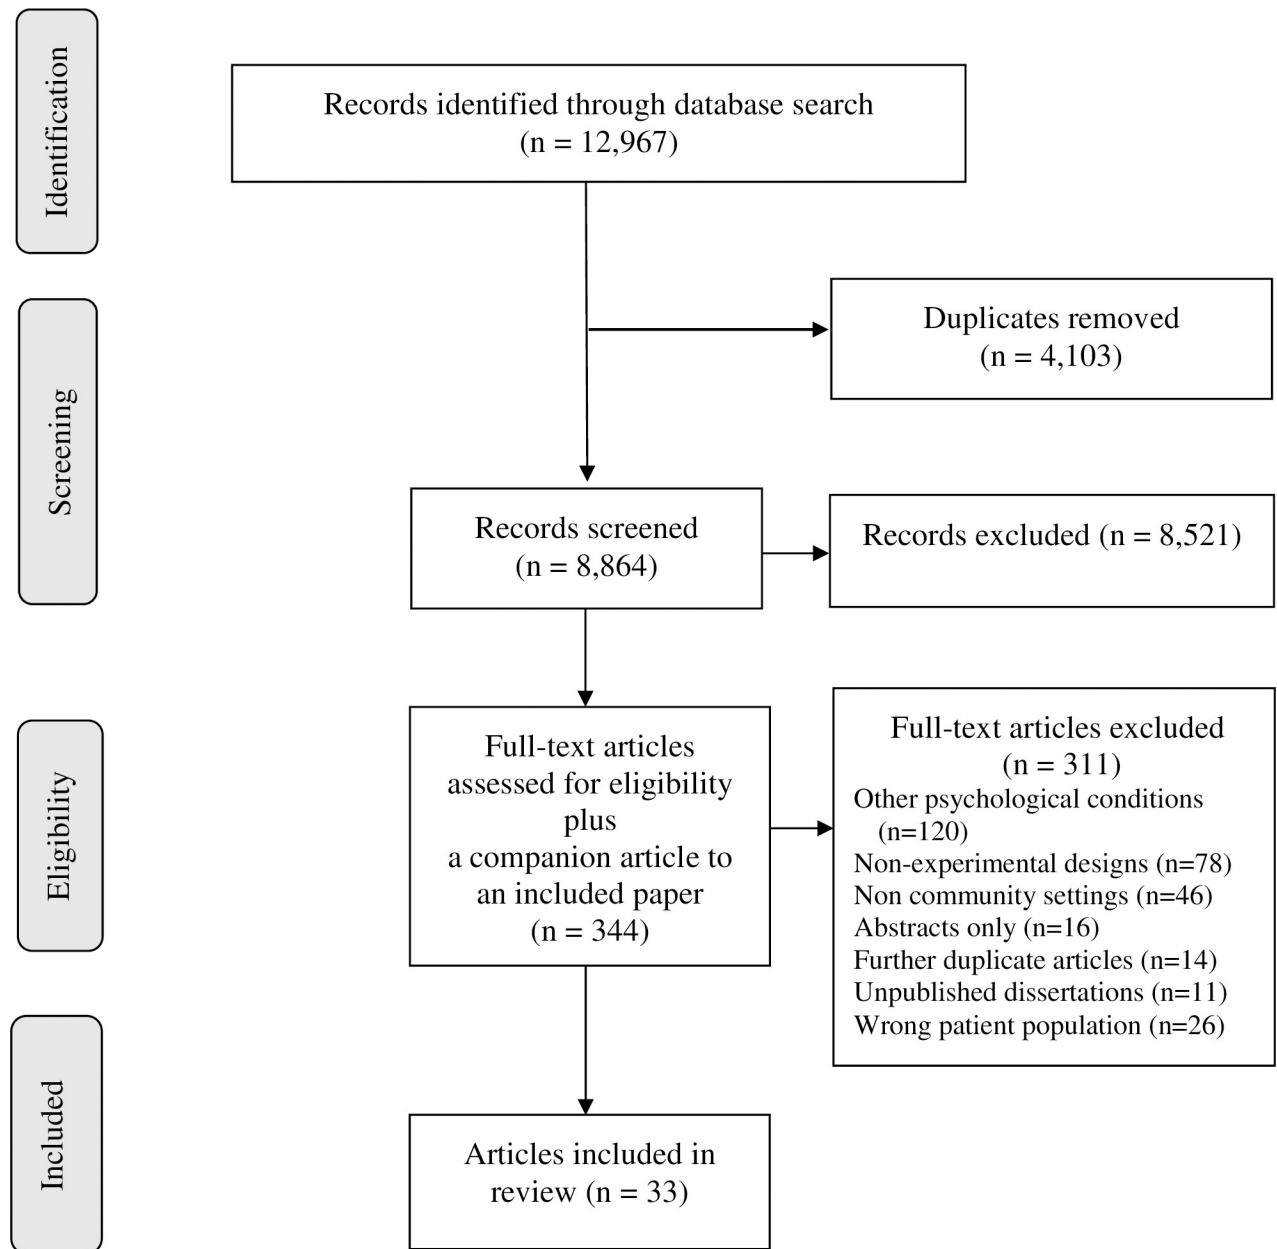 Identification
Records identified through database search
(n = 12,967)
Duplicates removed
(n = 4,103)
Screening
Records screened
(n = 8,864)
Records excluded (n = 8,521)
Eligibility
Full-text articles
assessed for eligibility
plus
a companion article to
an included paper
(n = 344)
Full-text articles excluded
(n = 311)
Other psychological conditions
(n=120)
Non-experimental designs (n=78)
Non community settings (n=46)
Abstracts only (n=16)
Further duplicate articles (n=14)
Unpublished dissertations (n=11)
Wrong patient population (n=26)
Included
Articles included in
review (n = 33)